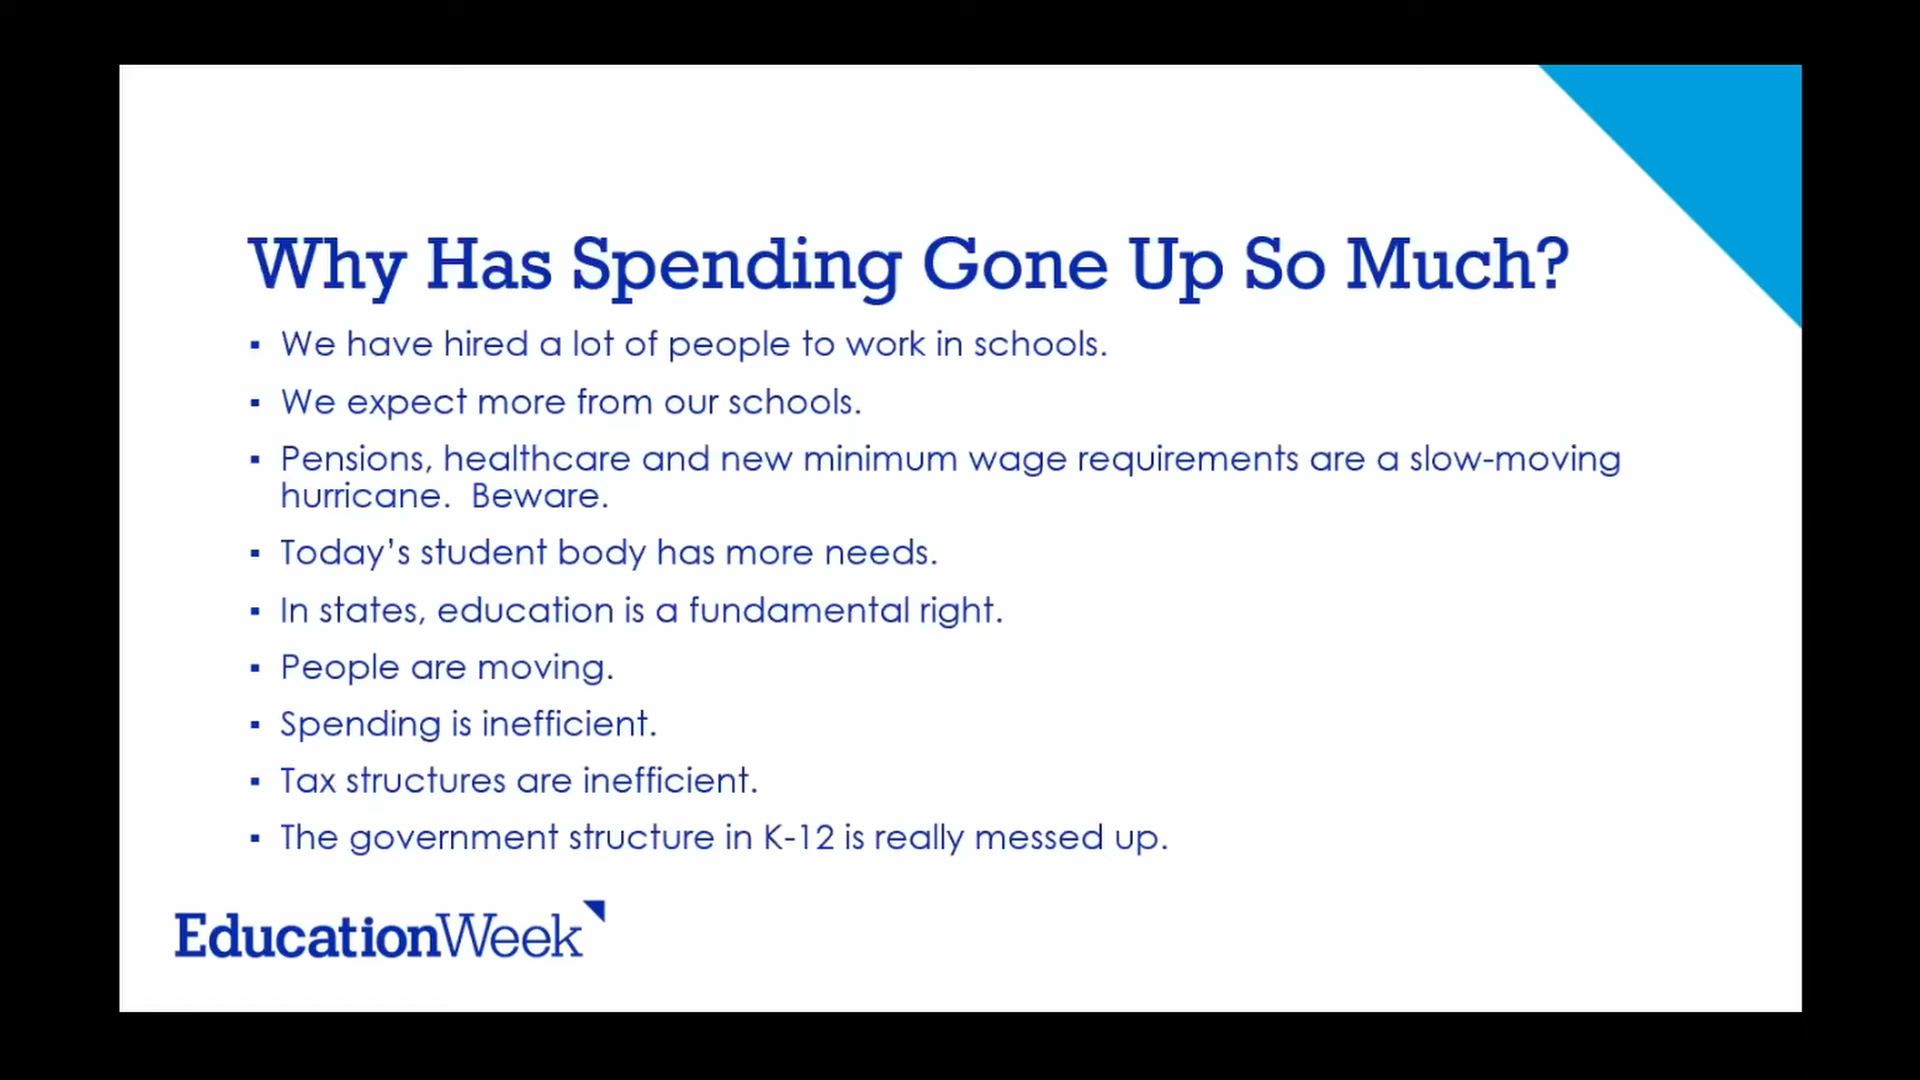 Why Has Spending Gone Up So Much?
▪ We have hired a lot of people to work in schools.
▪ We expect more from our schools.
▪ Pensions, healthcare and new minimum wage requirements are a slow-moving
hurricane.  Beware.
▪ Today’s student body has more needs.
▪ In states, education is a fundamental right.
▪ People are moving.
▪ Spending is inefficient.
▪ Tax structures are inefficient.
▪ The government structure in K-12 is really messed up.
EducationWeek